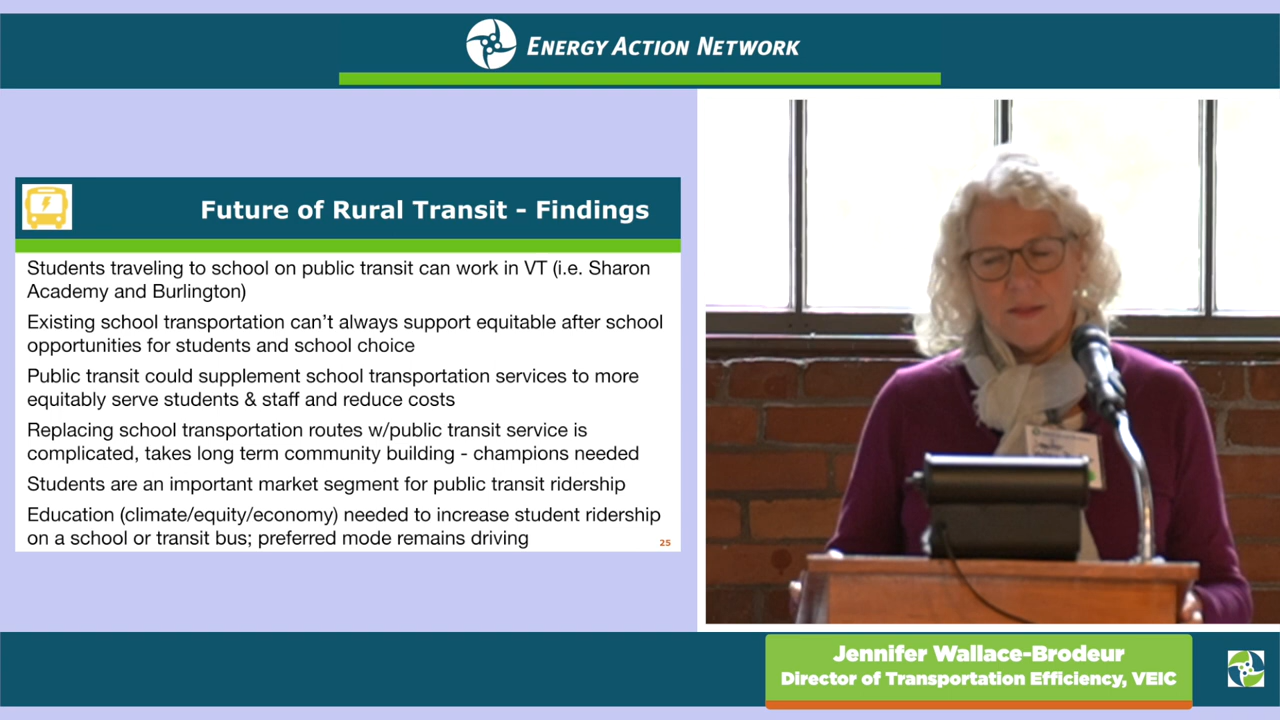 ENERGY ACTION NETWORK
Future of Rural Transit - Findings
Students traveling to school on public transit can work in VT (i.e. Sharon
Academy and Burlington)
Existing school transportation can’t always support equitable after school
opportunities for students and school choice
Public transit could supplement school transportation services to more
equitably serve students & staff and reduce costs
Replacing school transportation routes w/public transit service is
complicated, takes long term community building - champions needed
Students are an important market segment for public transit ridership
Education (climate/equity/economy) needed to increase student ridership
on a school or transit bus; preferred mode remains driving
25
Jennifer Wallace-Brodeur
Director of Transportation Efficiency, VEIC